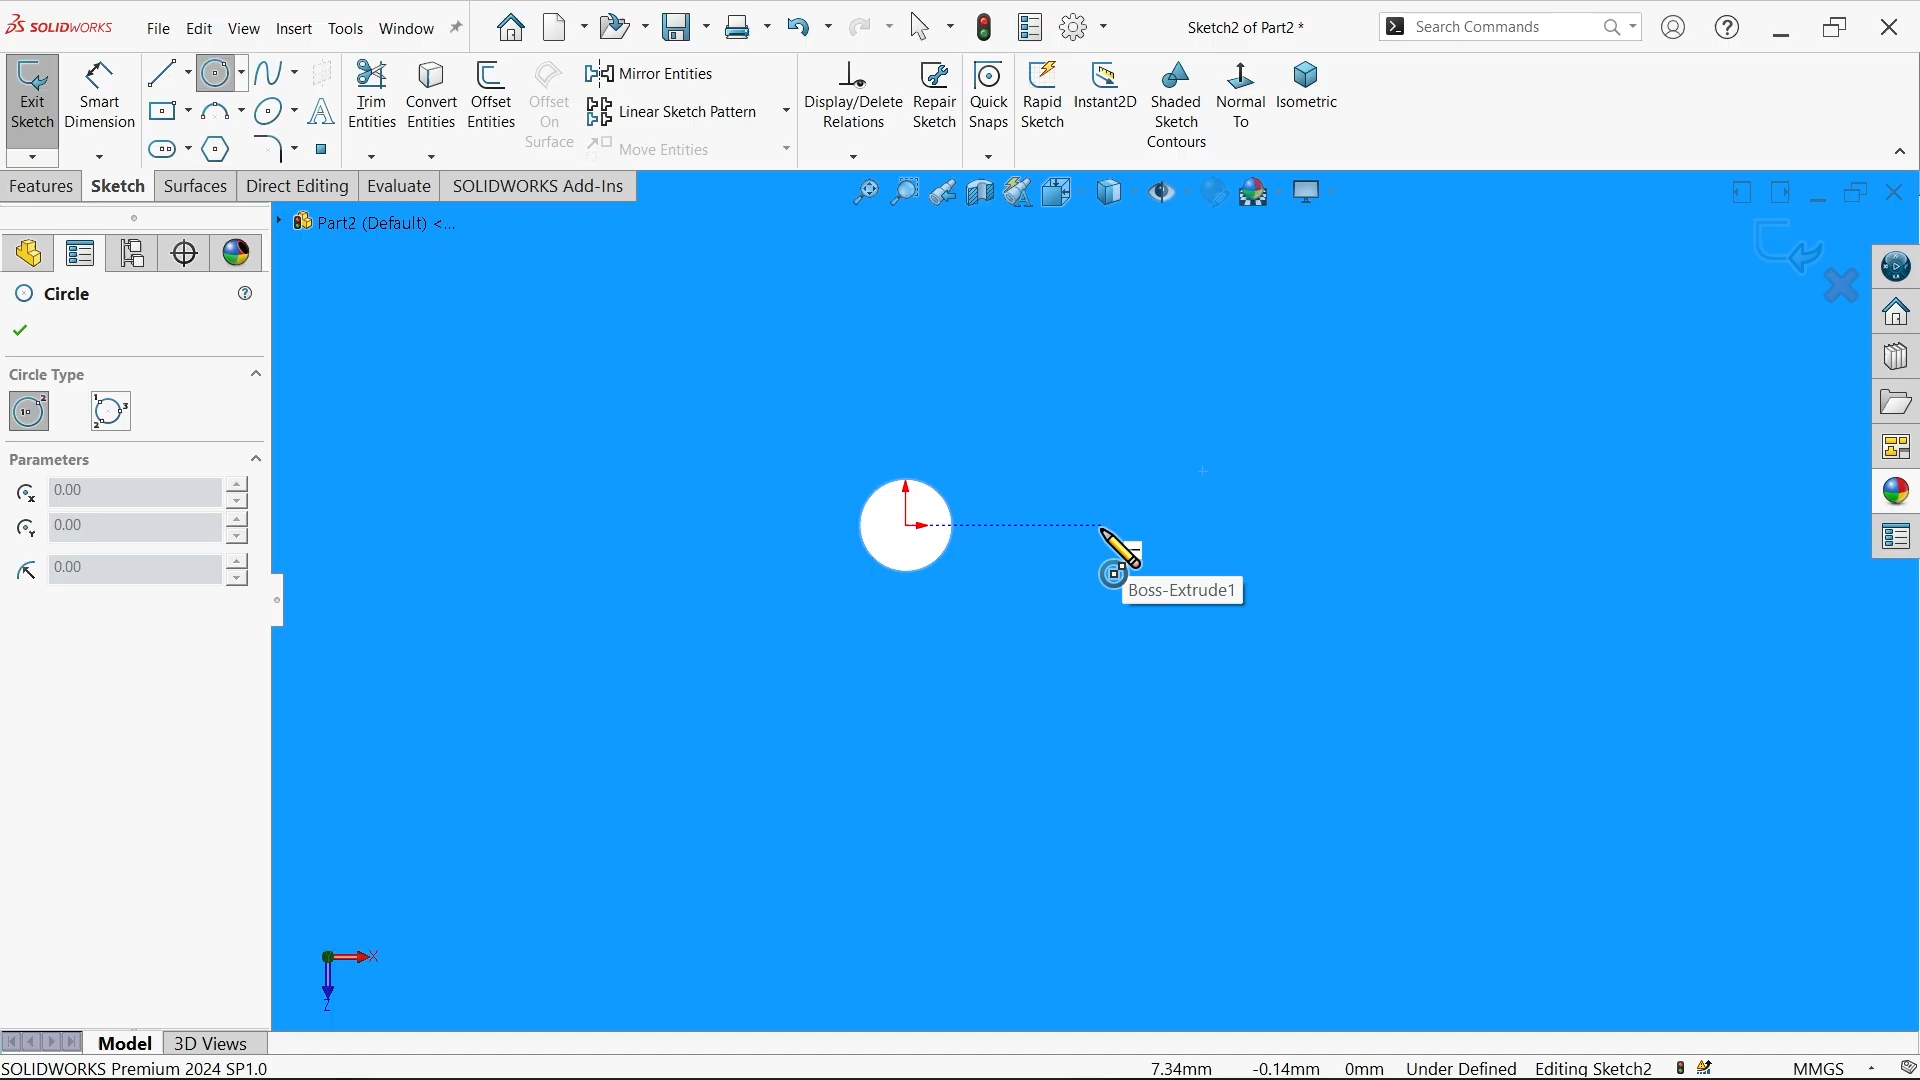 SOLIDWORKS File Edit View Insert Tools Window Sketch2 of Part2 * Search Commands
Exit Sketch
Smart Dimension
Trim Entities
Convert Entities
Offset Entities
Offset On Surface
Mirror Entities
Linear Sketch Pattern
Move Entities
Display/Delete Relations
Repair Sketch
Quick Snaps
Rapid Sketch
Instant2D
Shaded Sketch Contours
Normal To
Isometric
Features Sketch Surfaces Direct Editing Evaluate SOLIDWORKS Add-Ins
Part2 (Default) <...
Circle
Circle Type
Parameters
0.00
0.00
0.00
Boss-Extrude1
X
Z
Model 3D Views
SOLIDWORKS Premium 2024 SP1.0 7.34mm -0.14mm 0mm Under Defined Editing Sketch2 MMGS